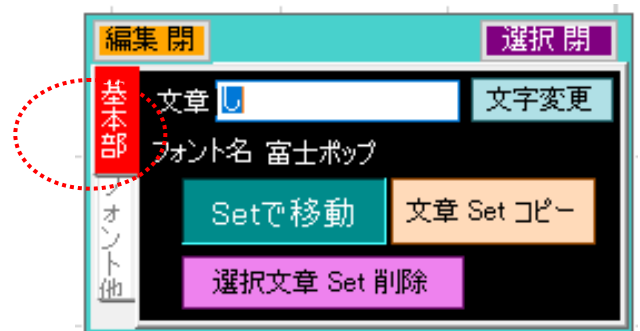 編集 閉
選択 閉
基本部
文章 し
文字変更
フォント名 富士ポップ
Setで移動
文章 Set コピー
フォント他
選択文章 Set 削除